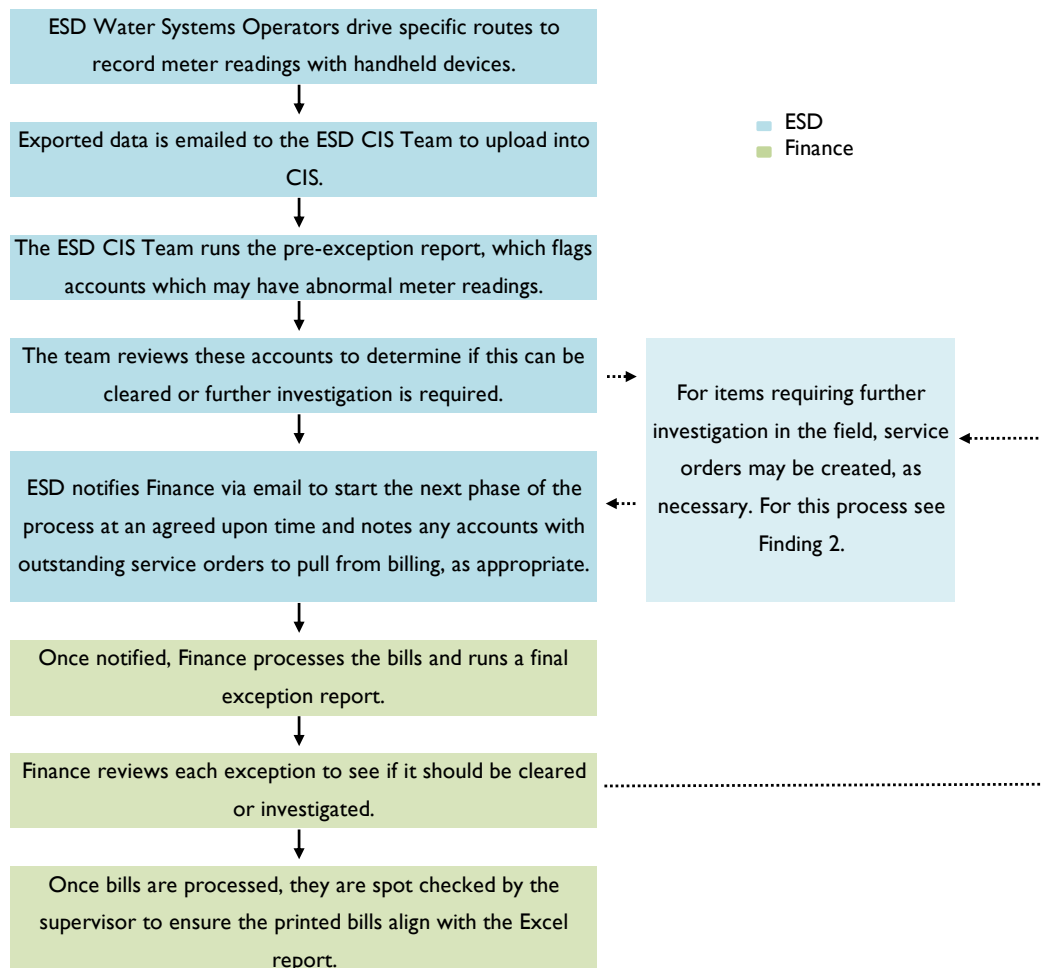 ESD Water Systems Operators drive specific routes to
record meter readings with handheld devices.
ESD
Finance
Exported data is emailed to the ESD CIS Team to upload into
CIS.
The ESD CIS Team runs the pre-exception report, which flags
accounts which may have abnormal meter readings.
The team reviews these accounts to determine if this can be
cleared or further investigation is required.
For items requiring further
investigation in the field, service
orders may be created, as
necessary. For this process see
Finding 2.
ESD notifies Finance via email to start the next phase of the
process at an agreed upon time and notes any accounts with
outstanding service orders to pull from billing, as appropriate.
Once notified, Finance processes the bills and runs a final
exception report.
Finance reviews each exception to see if it should be cleared
or investigated.
Once bills are processed, they are spot checked by the
supervisor to ensure the printed bills align with the Excel
report.